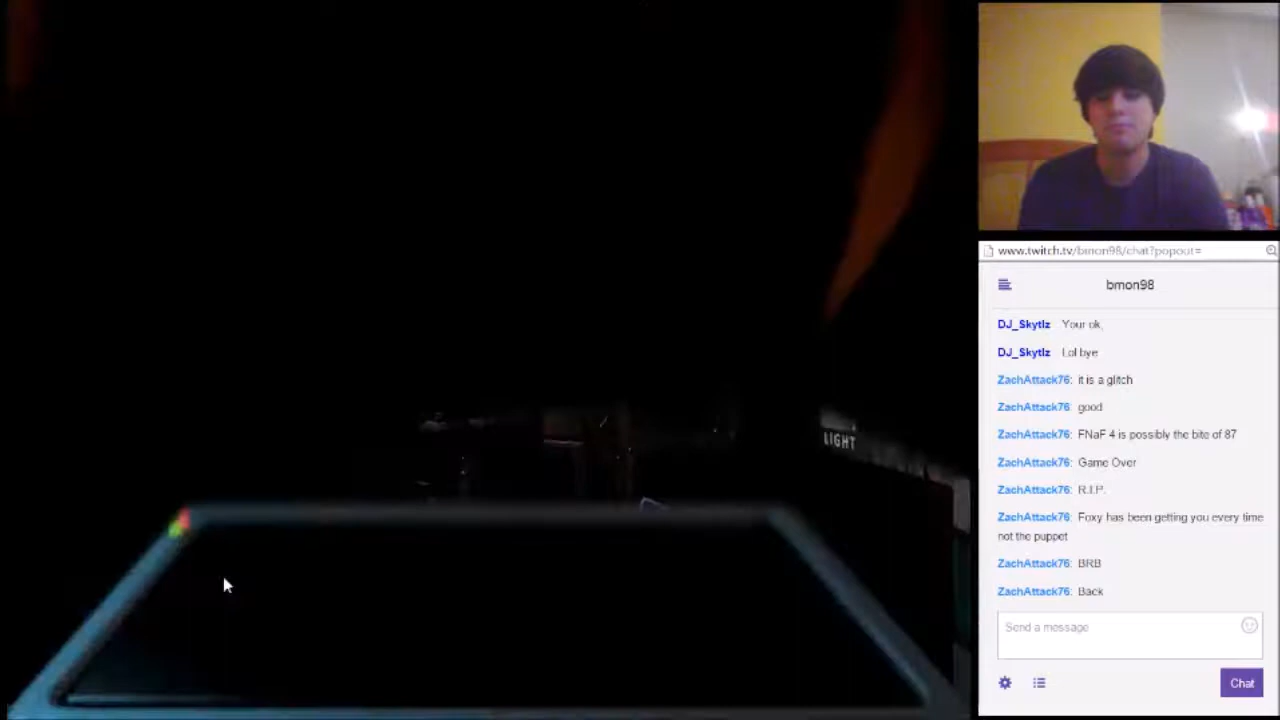 LIGHT
www.twitch.tv/bmon98/chat?popout=
bmon98
DJ_Skytlz Your ok,
DJ_Skytlz Lol bye
ZachAttack76: it is a glitch
ZachAttack76: good
ZachAttack76: FNaF 4 is possibly the bite of 87
ZachAttack76: Game Over
ZachAttack76: R.I.P.
ZachAttack76: Foxy has been getting you every time
not the puppet
ZachAttack76: BRB
ZachAttack76: Back
Send a message
Chat